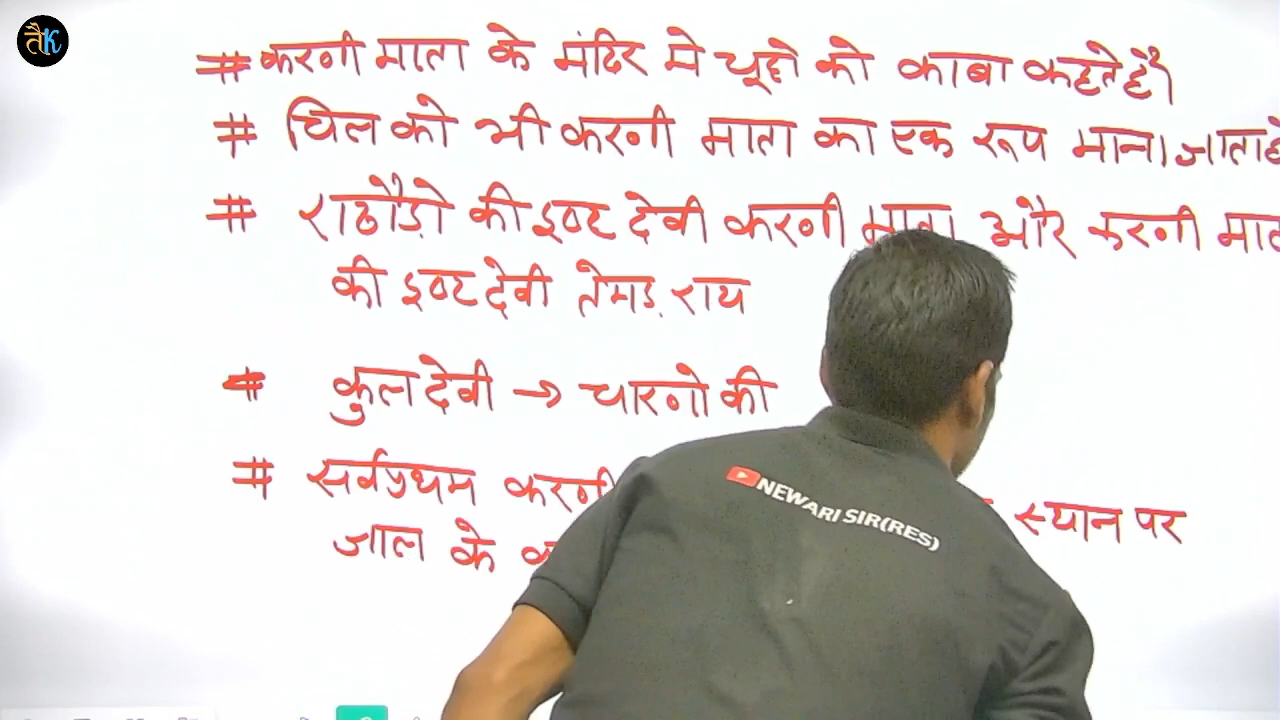 तैK
# करणी माता के मंदिर मे चूहो को काबा कहते हैं।
# चिल को भी करणी माता का एक रूप माना जाता है
# राठौड़ो की इष्ट देवी करणी माता और करणी मात
की इष्ट देवी तेमड़ राय
# कुल देवी → चारणो की
# सर्वप्रथम करणी स्थान पर
जाल के
NEWARI SIR(RES)